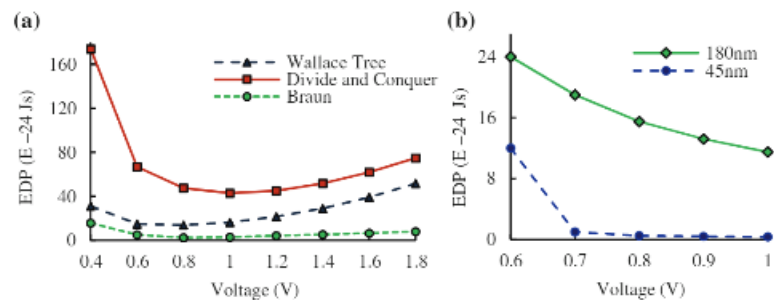 (a)
EDP (E –24 Js)
160
120
80
40
0
0.4 0.6 0.8 1 1.2 1.4 1.6 1.8
Voltage (V)
Wallace Tree
Divide and Conquer
Braun
(b)
EDP (E –24 Js)
24
16
8
0
0.6 0.7 0.8 0.9 1
Voltage (V)
180nm
45nm